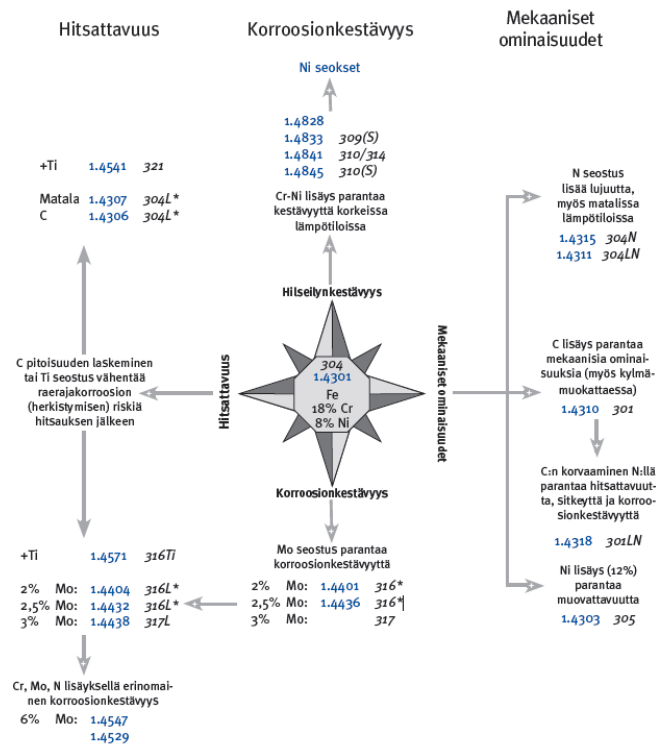 Hitsattavuus
Korroosionkestävyys
Mekaaniset
ominaisuudet
Ni seokset
1.4828
1.4833 309(S)
1.4841 310/314
1.4845 310(S)
Cr-Ni lisäys parantaa
kestävyyttä korkeissa
lämpötiloissa
+Ti 1.4541 321
Matala 1.4307 304L*
C 1.4306 304L*
N seostus
lisää lujuutta,
myös matalissa
lämpötiloissa
1.4315 304N
1.4311 304LN
Hilseilynkestävyys
Hitsattavuus
Mekaaniset ominaisuudet
Korroosionkestävyys
304
1.4301
Fe
18% Cr
8% Ni
C pitoisuuden laskeminen
tai Ti seostus vähentää
raerajakorroosion
(herkistymisen) riskiä
hitsauksen jälkeen
C lisäys parantaa
mekaanisia ominai-
suuksia (myös kylmä-
muokattaessa)
1.4310 301
C:n korvaaminen N:llä
parantaa hitsattavuut-
ta, sitkeyttä ja korroo-
sionkestävyyttä
1.4318 301LN
Ni lisäys (12%)
parantaa
muovattavuutta
1.4303 305
Mo seostus parantaa
korroosionkestävyyttä
2% Mo: 1.4401 316*
2,5% Mo: 1.4436 316*
3% Mo: 317
+Ti 1.4571 316Ti
2% Mo: 1.4404 316L*
2,5% Mo: 1.4432 316L*
3% Mo: 1.4438 317L
Cr, Mo, N lisäyksellä erinomai-
nen korroosionkestävyys
6% Mo: 1.4547
1.4529